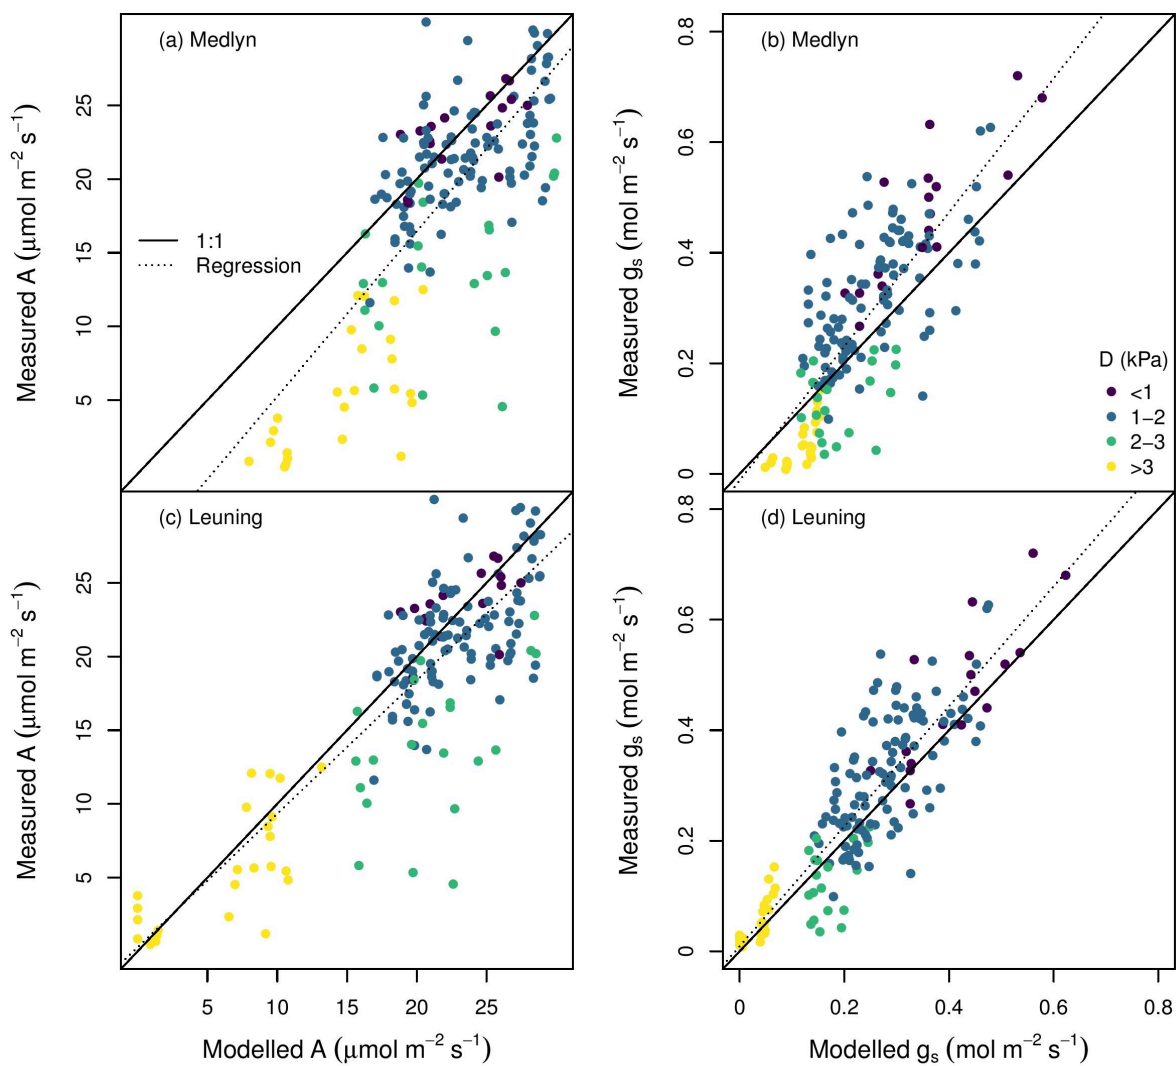 (a) Medlyn
Measured A (μmol m−2 s−1)
25
20
15
10
5
1:1
Regression
(b) Medlyn
Measured gs (mol m−2 s−1)
0.8
0.6
0.4
0.2
0
D (kPa)
<1
1−2
2−3
>3
(c) Leuning
Measured A (μmol m−2 s−1)
25
20
15
10
5
5 10 15 20 25
Modelled A (μmol m−2 s−1)
(d) Leuning
Measured gs (mol m−2 s−1)
0.8
0.6
0.4
0.2
0
0 0.2 0.4 0.6 0.8
Modelled gs (mol m−2 s−1)